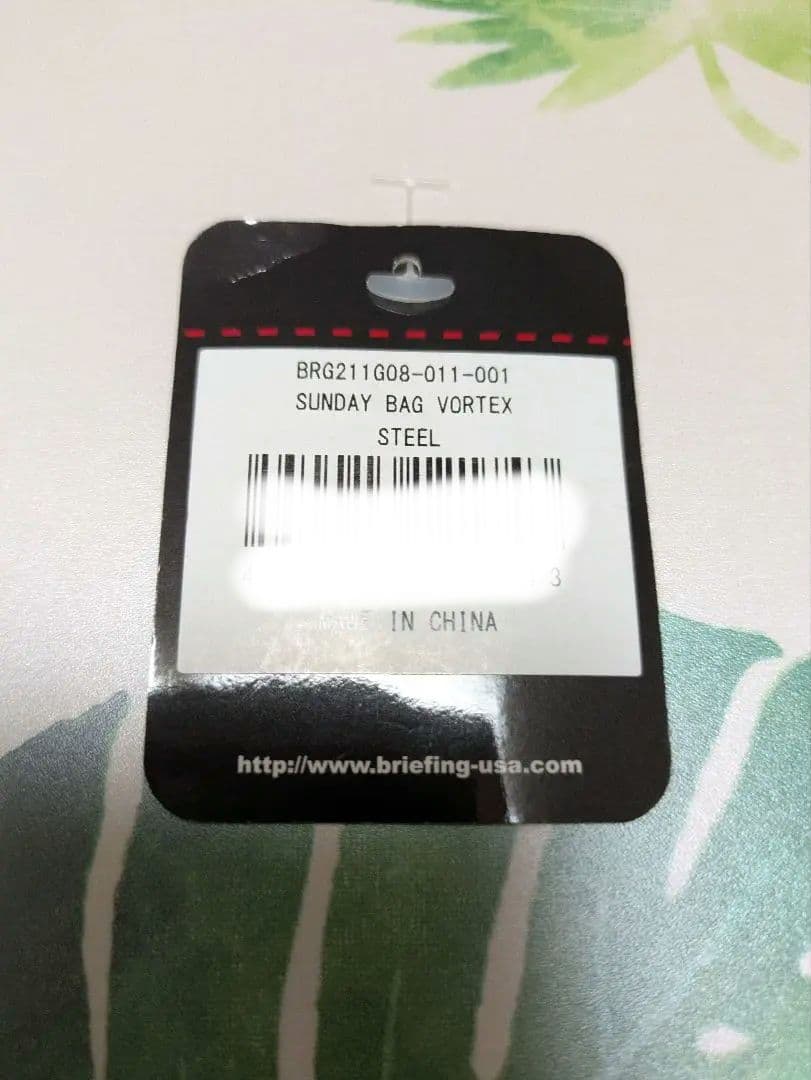 BRG211G08-011-001
SUNDAY BAG VORTEX
STEEL
IN CHINA
http://www.briefing-usa.com